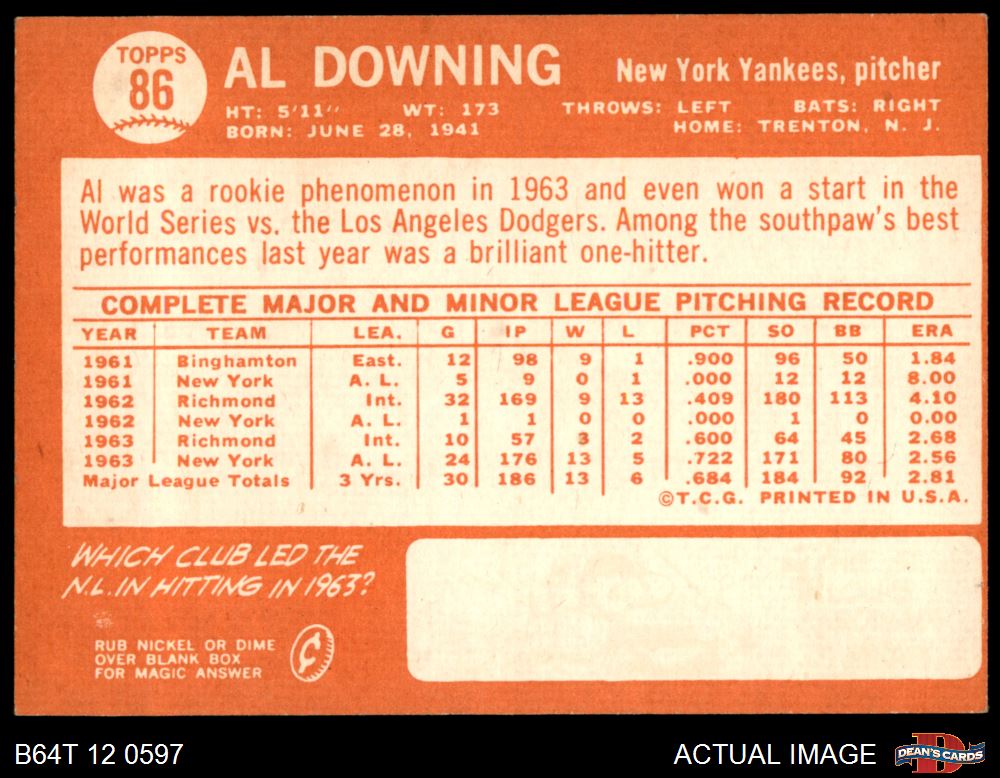 TOPPS
86
AL DOWNING
New York Yankees, pitcher
HT: 5'11" WT: 173 THROWS: LEFT BATS: RIGHT
BORN: JUNE 28, 1941 HOME: TRENTON, N. J.
Al was a rookie phenomenon in 1963 and even won a start in the
World Series vs. the Los Angeles Dodgers. Among the southpaw's best
performances last year was a brilliant one-hitter.
COMPLETE MAJOR AND MINOR LEAGUE PITCHING RECORD
YEAR TEAM LEA. G IP W L PCT SO BB ERA
1961 Binghamton East. 12 98 9 1 .900 96 50 1.84
1961 New York A. L. 5 9 0 1 .000 12 12 8.00
1962 Richmond Int. 32 169 9 13 .409 180 113 4.10
1962 New York A. L. 1 1 0 0 .000 1 0 0.00
1963 Richmond Int. 10 57 3 2 .600 64 45 2.68
1963 New York A. L. 24 176 13 5 .722 171 80 2.56
Major League Totals 3 Yrs. 30 186 13 6 .684 184 92 2.81
©T.C.G. PRINTED IN U.S.A.
WHICH CLUB LED THE
N.L. IN HITTING IN 1963?
RUB NICKEL OR DIME
OVER BLANK BOX
FOR MAGIC ANSWER
¢
B64T 12 0597
ACTUAL IMAGE
D
DEAN'S CARDS